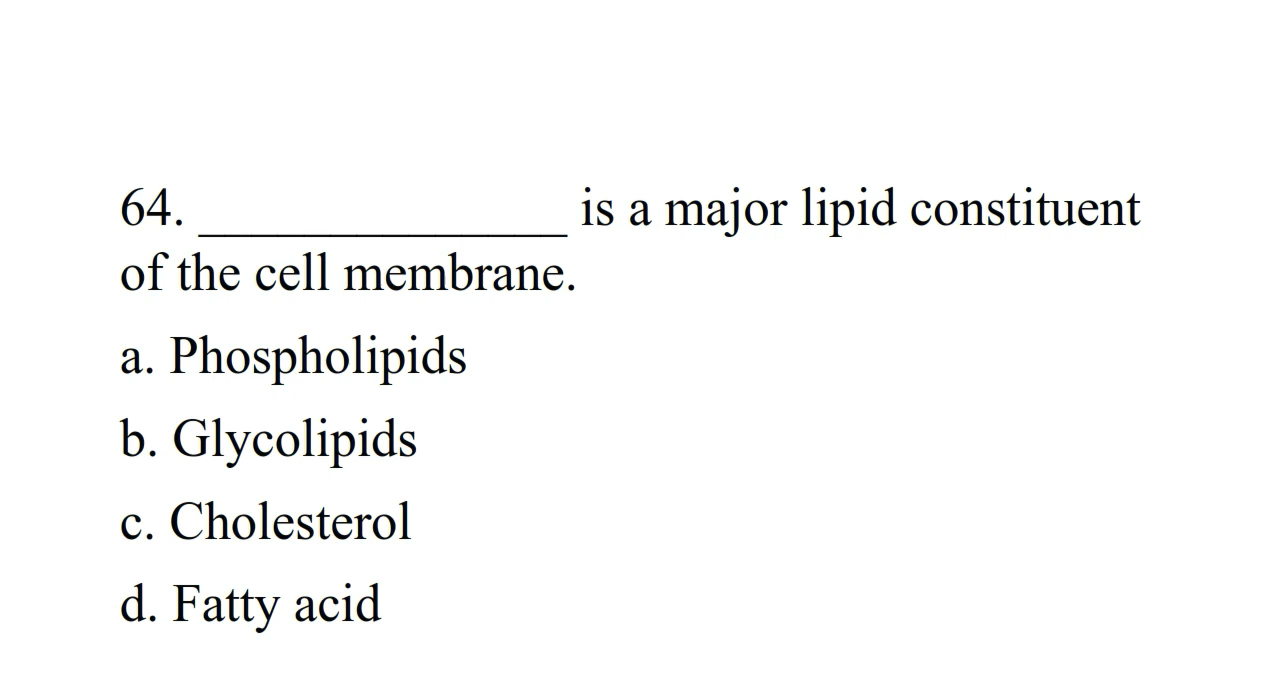 64. ______________ is a major lipid constituent
of the cell membrane.
a. Phospholipids
b. Glycolipids
c. Cholesterol
d. Fatty acid